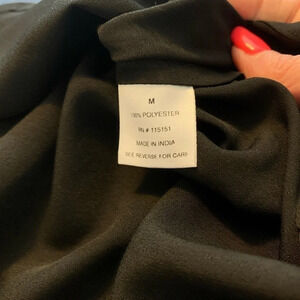 M
100% POLYESTER
RN # 115151
MADE IN INDIA
SEE REVERSE FOR CARE